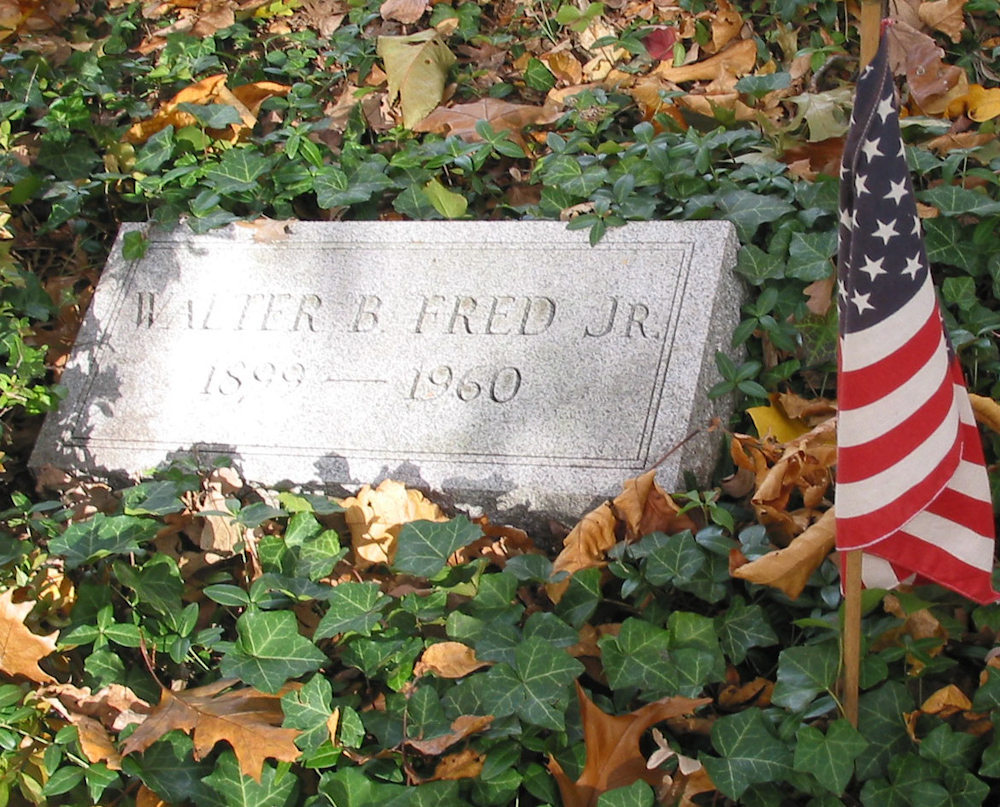 WALTER B. FRED JR.
1899 — 1960